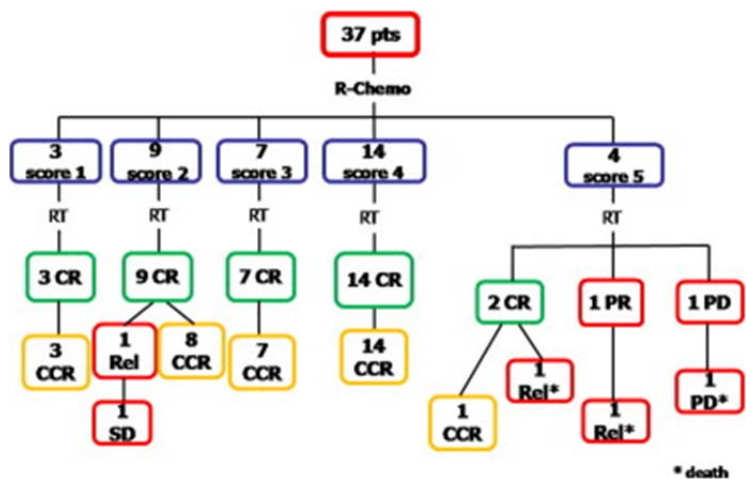 37 pts
R-Chemo
3
score 1
9
score 2
7
score 3
14
score 4
4
score 5
RT
RT
RT
RT
RT
3 CR
9 CR
7 CR
14 CR
2 CR
1 PR
1 PD
3
CCR
1
Rel
8
CCR
7
CCR
14
CCR
1
Rel*
1
PD*
1
SD
1
CCR
1
Rel*
* death